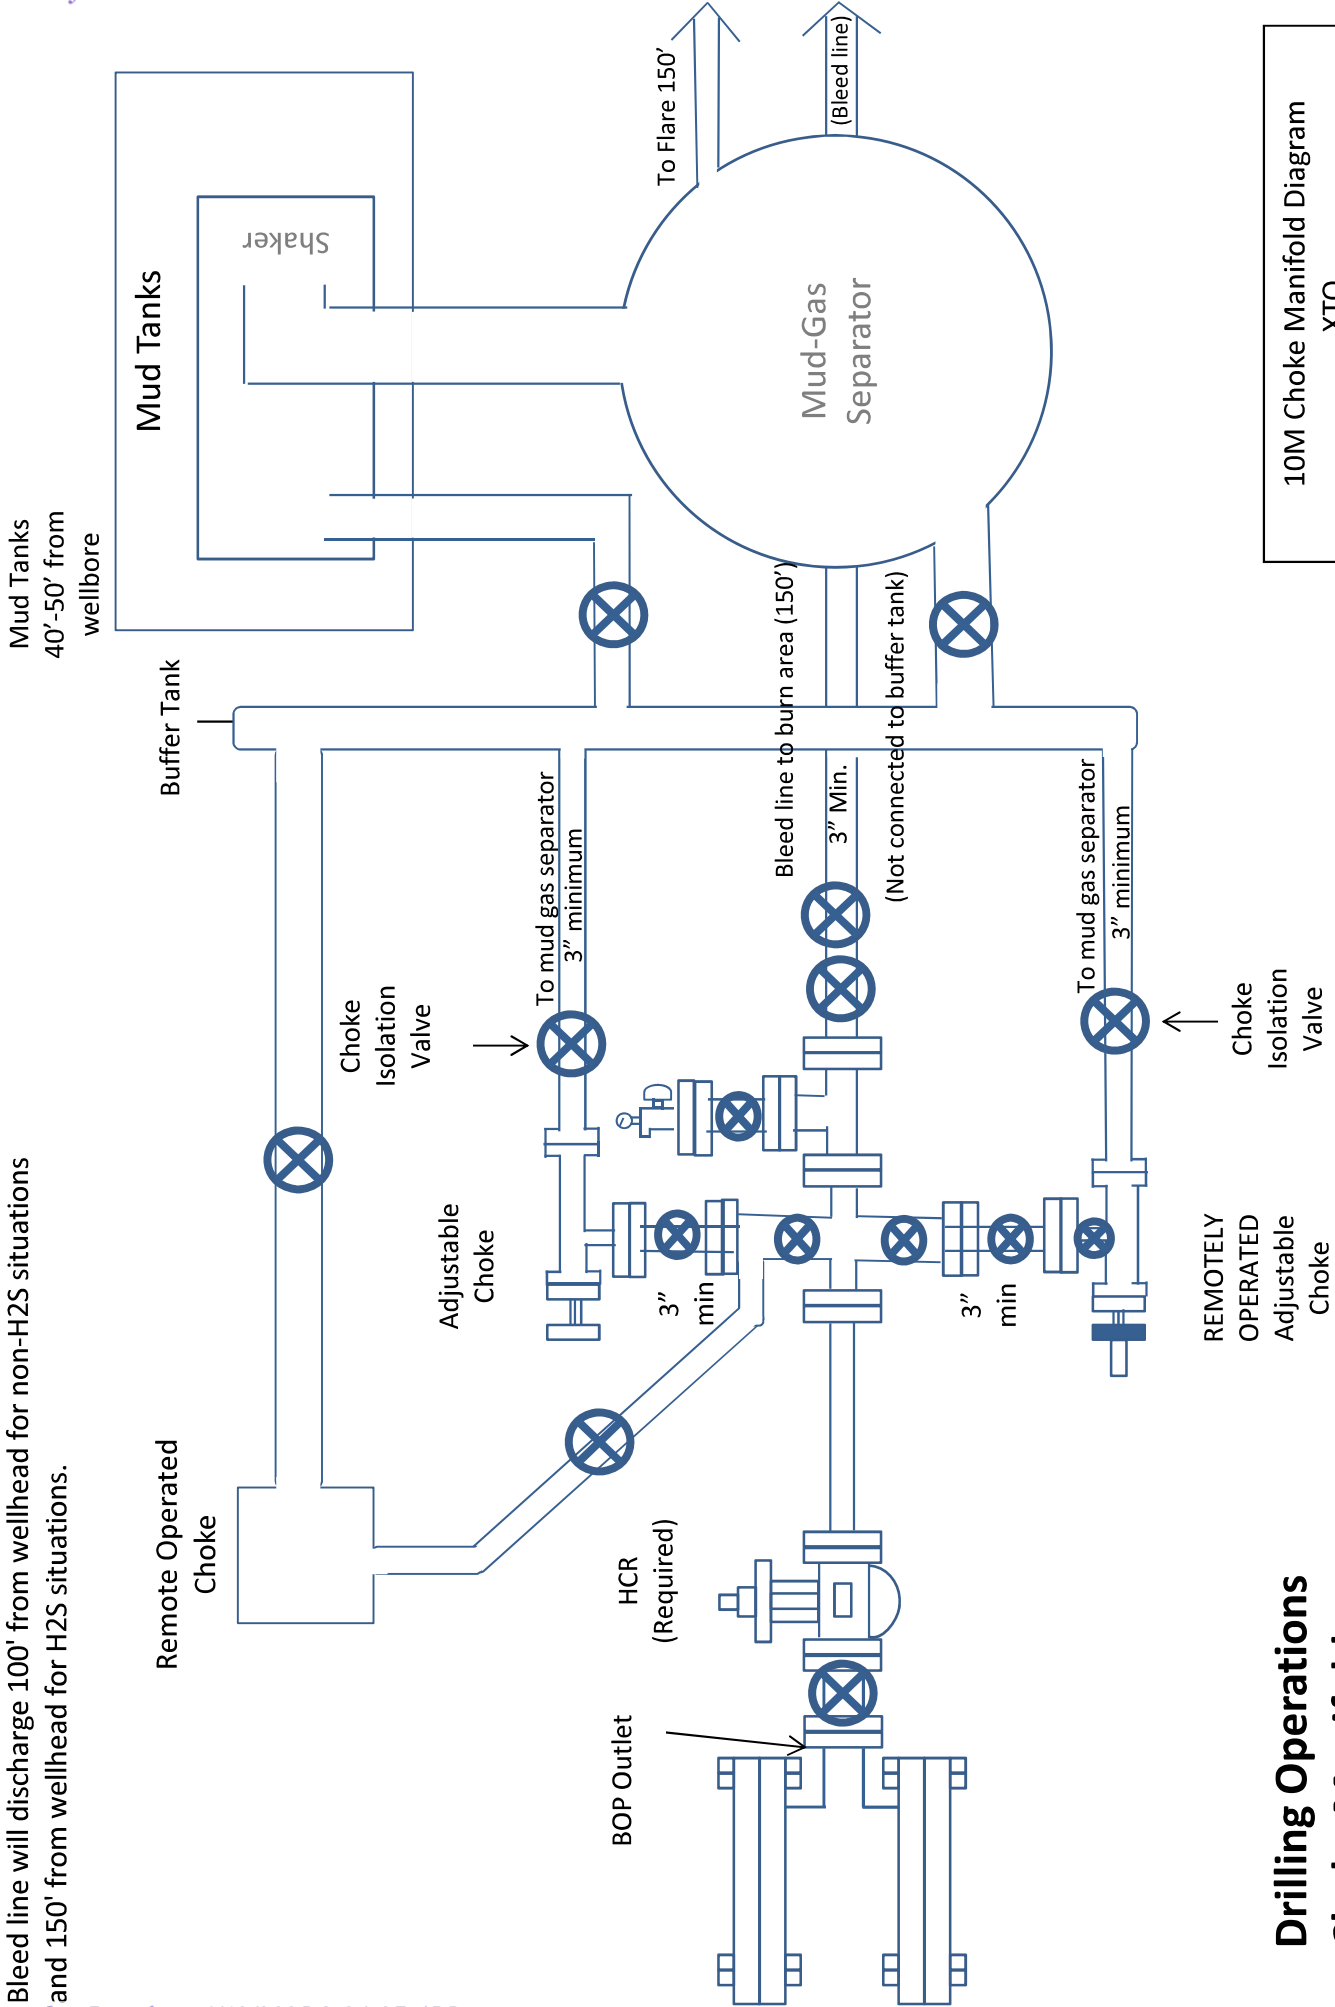 Bleed line will discharge 100' from wellhead for non-H2S situations
and 150' from wellhead for H2S situations.
Mud Tanks
40’-50’ from
wellbore
Mud Tanks
Shaker
Buffer Tank
Remote Operated
Choke
To Flare 150’
(Bleed line)
Mud-Gas
Separator
Choke
Isolation
Valve
Adjustable
Choke
To mud gas separator
3” minimum
Bleed line to burn area (150’)
3” Min.
(Not connected to buffer tank)
3”
min
3”
min
HCR
(Required)
BOP Outlet
To mud gas separator
3” minimum
Choke
Isolation
Valve
REMOTELY
OPERATED
Adjustable
Choke
Drilling Operations
10M Choke Manifold Diagram
XTO